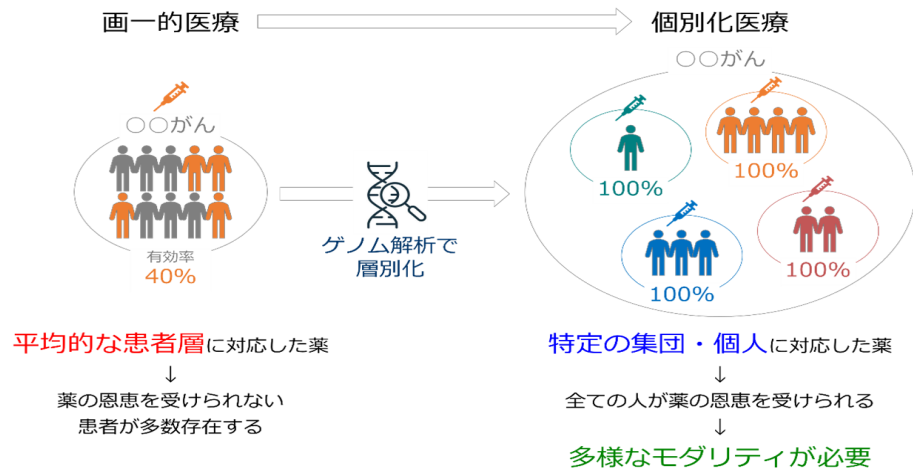 画一的医療
個別化医療
○○がん
有効率
40%
ゲノム解析で
層別化
○○がん
100%
100%
100%
100%
平均的な患者層に対応した薬
↓
薬の恩恵を受けられない
患者が多数存在する
特定の集団・個人に対応した薬
↓
全ての人が薬の恩恵を受けられる
↓
多様なモダリティが必要